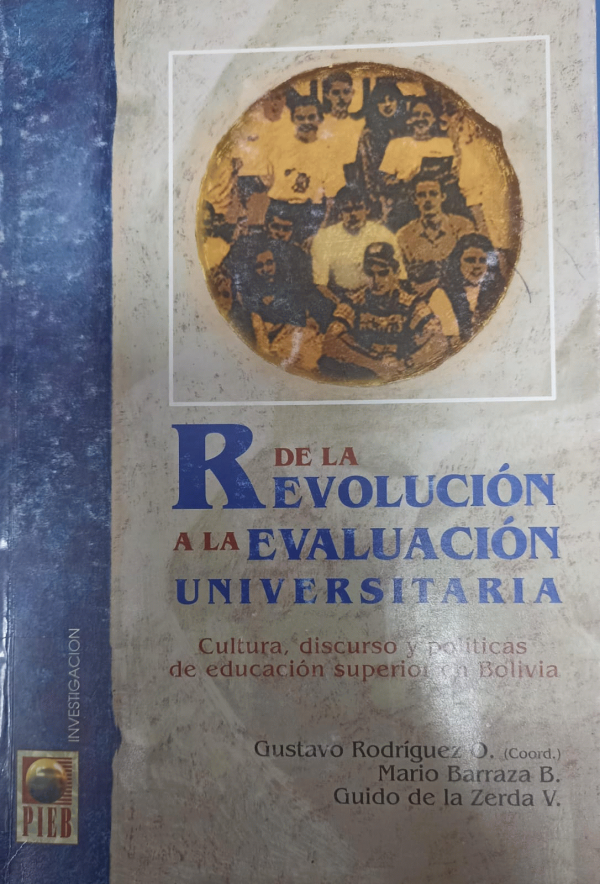 DE LA
REVOLUCIÓN
A LA EVALUACIÓN
UNIVERSITARIA
Cultura, discurso y políticas
de educación superior en Bolivia
Gustavo Rodríguez O. (Coord.)
Mario Barraza B.
Guido de la Zerda V.
INVESTIGACION
PIEB